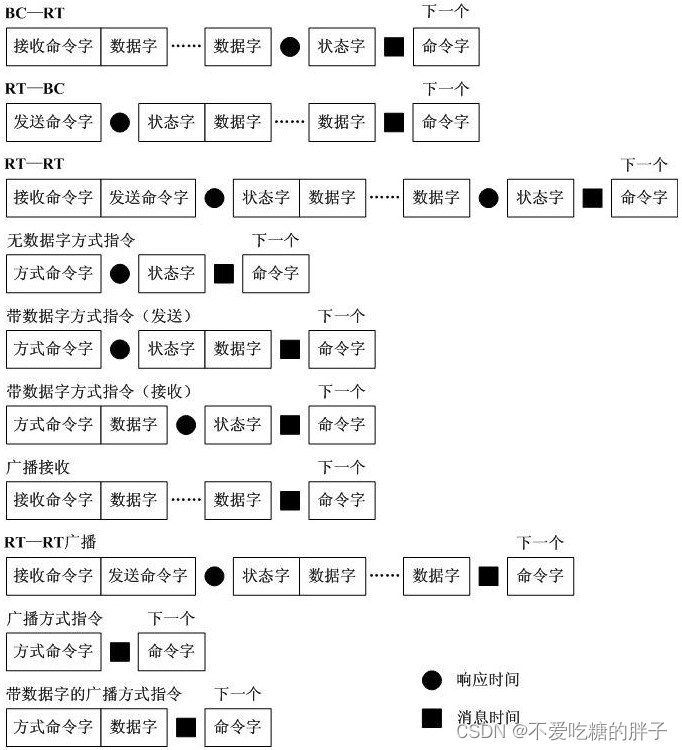 BC—RT 下一个
接收命令字 数据字 …… 数据字 状态字 命令字
RT—BC 下一个
发送命令字 状态字 数据字 …… 数据字 命令字
RT—RT 下一个
接收命令字 发送命令字 状态字 数据字 …… 数据字 状态字 命令字
无数据字方式指令 下一个
方式命令字 状态字 命令字
带数据字方式指令（发送） 下一个
方式命令字 状态字 数据字 命令字
带数据字方式指令（接收） 下一个
方式命令字 数据字 状态字 命令字
广播接收 下一个
接收命令字 数据字 …… 数据字 命令字
RT—RT广播 下一个
接收命令字 发送命令字 状态字 数据字 …… 数据字 命令字
广播方式指令 下一个
方式命令字 命令字
响应时间
带数据字的广播方式指令 下一个
方式命令字 数据字 命令字
消息时间
CSDN @不爱吃糖的胖子